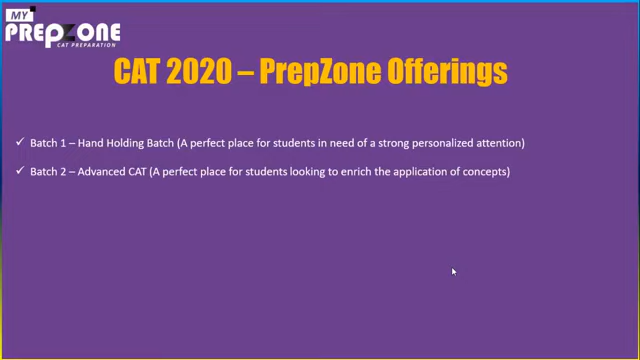 MY
PREPZONE
CAT PREPARATION
CAT 2020 – PrepZone Offerings
✓ Batch 1 – Hand Holding Batch (A perfect place for students in need of a strong personalized attention)
✓ Batch 2 – Advanced CAT (A perfect place for students looking to enrich the application of concepts)